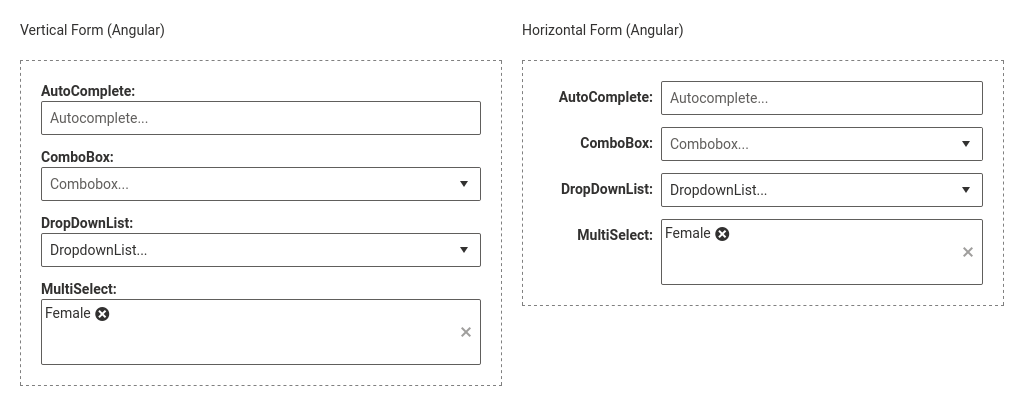 Vertical Form (Angular)
AutoComplete:
Autocomplete...
ComboBox:
Combobox...
DropDownList:
DropdownList...
MultiSelect:
Female
Horizontal Form (Angular)
AutoComplete: Autocomplete...
ComboBox: Combobox...
DropDownList: DropdownList...
MultiSelect: Female